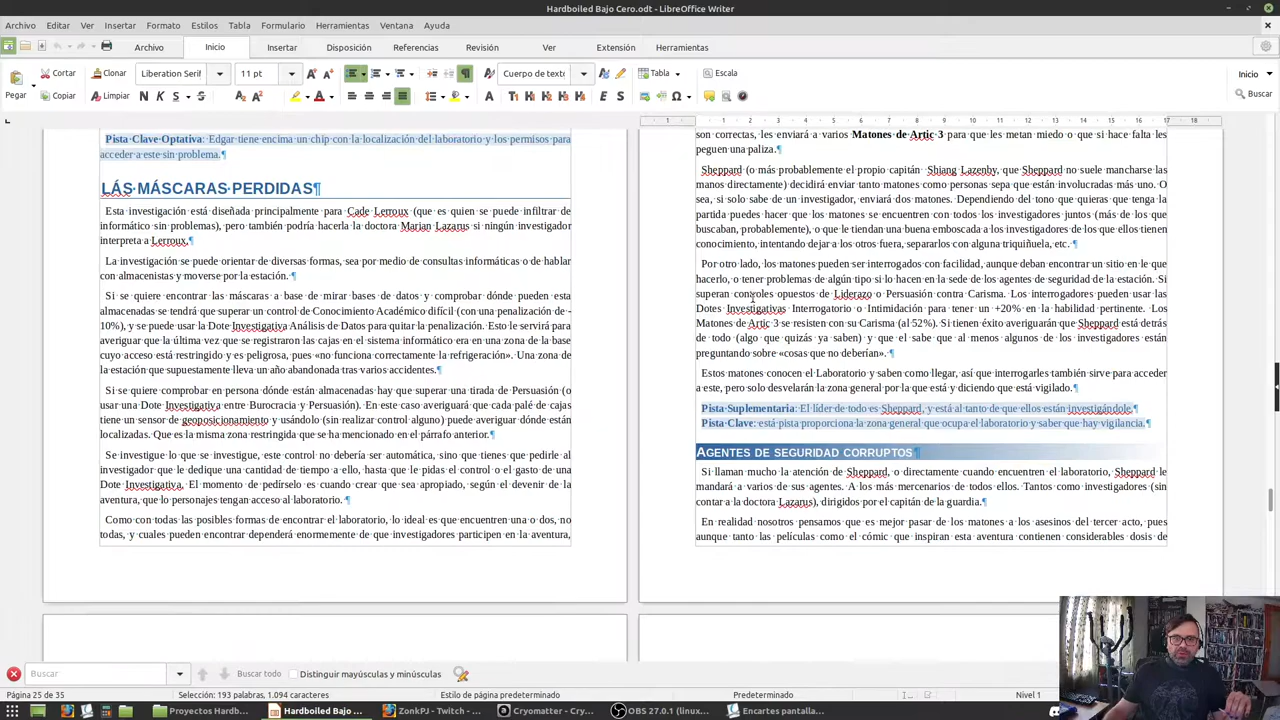 Hardboiled Bajo Cero.odt - LibreOffice Writer
Archivo Editar Ver Insertar Formato Estilos Tabla Formulario Herramientas Ventana Ayuda
Archivo Inicio Insertar Disposición Referencias Revisión Ver Extensión Herramientas
Pegar Cortar Clonar Liberation Serif 11 pt Cuerpo de texto Tabla Escala Inicio
Copiar Limpiar N K S S E S Buscar
Pista·Clave·Optativa:·Edgar·tiene·encima·un·chip·con·la·localización·del·laboratorio·y·los·permisos·para·
acceder·a·este·sin·problema.¶
LÁS·MÁSCARAS·PERDIDAS¶
Esta·investigación·está·diseñada·principalmente·para·Cade·Lerroux·(que·es·quien·se·puede·infiltrar·de·
informático·sin·problemas),·pero·también·podría·hacerla·la·doctora·Marian·Lazarus·si·ningún·investigador·
interpreta·a·Lerroux.¶
La·investigación·se·puede·orientar·de·diversas·formas,·sea·por·medio·de·consultas·informáticas·o·de·hablar·
con·almacenistas·y·moverse·por·la·estación.·¶
Si·se·quiere·encontrar·las·máscaras·a·base·de·mirar·bases·de·datos·y·comprobar·dónde·pueden·esta·
almacenadas·se·tendrá·que·superar·un·control·de·Conocimiento·Académico·difícil·(con·una·penalización·de·-
10%),·y·se·puede·usar·la·Dote·Investigativa·Análisis·de·Datos·para·quitar·la·penalización.·Esto·le·servirá·para·
averiguar·que·la·última·vez·que·se·registraron·las·cajas·en·el·sistema·informático·era·en·una·zona·de·la·base·
cuyo·acceso·está·restringido·y·es·peligrosa,·pues·«no·funciona·correctamente·la·refrigeración».·Una·zona·de·
la·estación·que·supuestamente·lleva·un·año·abandonada·tras·varios·accidentes.¶
Si·se·quiere·comprobar·en·persona·dónde·están·almacenadas·hay·que·superar·una·tirada·de·Persuasión·(o·
usar·una·Dote·Investigativa·entre·Burocracia·y·Persuasión).·En·este·caso·averiguará·que·cada·palé·de·cajas·
tiene·un·sensor·de·geoposicionamiento·y·usándolo·(sin·realizar·control·alguno)·puede·averiguar·dónde·están·
localizadas.·Que·es·la·misma·zona·restringida·que·se·ha·mencionado·en·el·párrafo·anterior.¶
Se·investigue·lo·que·se·investigue,·este·control·no·debería·ser·automática,·sino·que·tienes·que·pedirle·al·
investigador·que·le·dedique·una·cantidad·de·tiempo·a·ello,·hasta·que·le·pidas·el·control·o·el·gasto·de·una·
Dote·Investigativa.·El·momento·de·pedírselo·es·cuando·crear·que·sea·apropiado,·según·el·devenir·de·la·
aventura,·que·lo·personajes·tengan·acceso·al·laboratorio.·¶
Como·con·todas·las·posibles·formas·de·encontrar·el·laboratorio,·lo·ideal·es·que·encuentren·una·o·dos,·no·
todas,·y·cuales·pueden·encontrar·dependerá·enormemente·de·que·investigadores·participen·en·la·aventura,
son·correctas,·les·enviará·a·varios·Matones·de·Artic·3·para·que·les·metan·miedo·o·que·si·hace·falta·les·
peguen·una·paliza.¶
Sheppard·(o·más·probablemente·el·propio·capitán·Shiang·Lazenby,·que·Sheppard·no·suele·mancharse·las·
manos·directamente)·decidirá·enviar·tanto·matones·como·personas·sepa·que·están·involucradas·más·uno.·O·
sea,·si·solo·sabe·de·un·investigador,·enviará·dos·matones.·Dependiendo·del·tono·que·quieras·que·tenga·la·
partida·puedes·hacer·que·los·matones·se·encuentren·con·todos·los·investigadores·juntos·(más·de·los·que·
buscaban,·probablemente),·o·que·le·tiendan·una·buena·emboscada·a·los·investigadores·de·los·que·ellos·tienen·
conocimiento,·intentando·dejar·a·los·otros·fuera,·separarlos·con·alguna·triquiñuela,·etc.·¶
Por·otro·lado,·los·matones·pueden·ser·interrogados·con·facilidad,·aunque·deban·encontrar·un·sitio·en·le·que·
hacerlo,·o·tener·problemas·de·algún·tipo·si·lo·hacen·en·la·sede·de·los·agentes·de·seguridad·de·la·estación.·Si·
superan·controles·opuestos·de·Liderazo·o·Persuasión·contra·Carisma.·Los·interrogadores·pueden·usar·las·
Dotes·Investigativas·Interrogatorio·o·Intimidación·para·tener·un·+20%·en·la·habilidad·pertinente.·Los·
Matones·de·Artic·3·se·resisten·con·su·Carisma·(al·52%).·Si·tienen·éxito·averiguarán·que·Sheppard·está·detrás·
de·todo·(algo·que·quizás·ya·saben)·y·que·el·sabe·que·al·menos·algunos·de·los·investigadores·están·
preguntando·sobre·«cosas·que·no·deberían».·¶
Estos·matones·conocen·el·Laboratorio·y·saben·como·llegar,·así·que·interrogarles·también·sirve·para·acceder·
a·este,·pero·solo·desvelarán·la·zona·general·por·la·que·está·y·diciendo·que·está·vigilado.¶
Pista·Suplementaria:·El·líder·de·todo·es·Sheppard,·y·está·al·tanto·de·que·ellos·están·investigándole.¶
Pista·Clave:·está·pista·proporciona·la·zona·general·que·ocupa·el·laboratorio·y·saber·que·hay·vigilancia.¶
AGENTES·DE·SEGURIDAD·CORRUPTOS¶
Si·llaman·mucho·la·atención·de·Sheppard,·o·directamente·cuando·encuentren·el·laboratorio,·Sheppard·le·
mandará·a·varios·de·sus·agentes.·A·los·más·mercenarios·de·todos·ellos.·Tantos·como·investigadores·(sin·
contar·a·la·doctora·Lazarus),·dirigidos·por·el·capitán·de·la·guardia.¶
En·realidad·nosotros·pensamos·que·es·mejor·pasar·de·los·matones·a·los·asesinos·del·tercer·acto,·pues·
aunque·tanto·las·películas·como·el·cómic·que·inspiran·esta·aventura·contienen·considerables·dosis·de·
Buscar Buscar todo Distinguir mayúsculas y minúsculas
Página 25 de 35 Selección: 193 palabras, 1.094 caracteres Estilo de página predeterminado Predeterminado Nivel 1
Proyectos Hardb... Hardboiled Bajo ... ZonkPJ - Twitch - ... Cryomatter - Cry... OBS 27.0.1 (linux... Encartes pantalla...